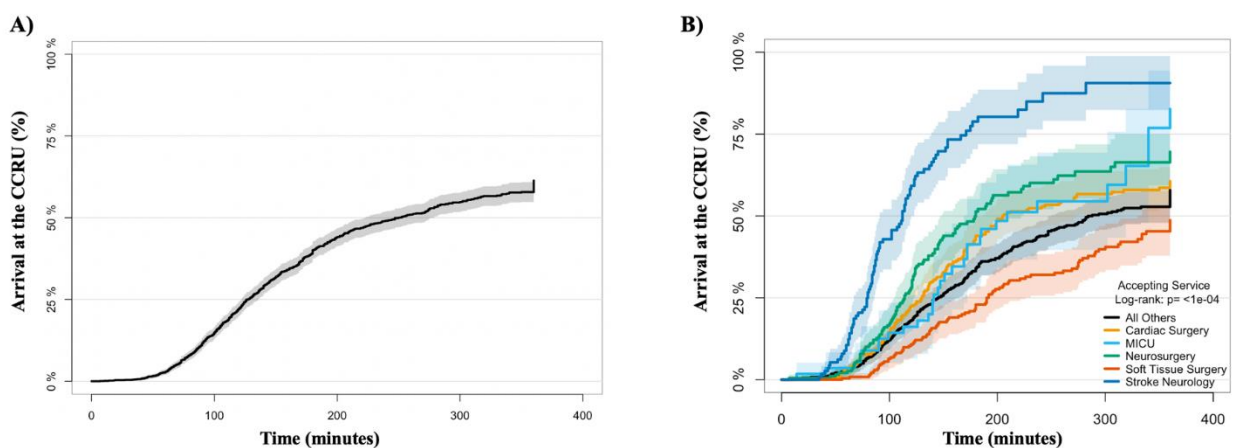 A)
Arrival at the CCRU (%)
100 %
75 %
50 %
25 %
0 %
0 100 200 300 400
Time (minutes)
B)
Arrival at the CCRU (%)
100 %
75 %
50 %
25 %
0 %
Accepting Service
Log-rank: p= <1e-04
All Others
Cardiac Surgery
MICU
Neurosurgery
Soft Tissue Surgery
Stroke Neurology
0 100 200 300 400
Time (minutes)